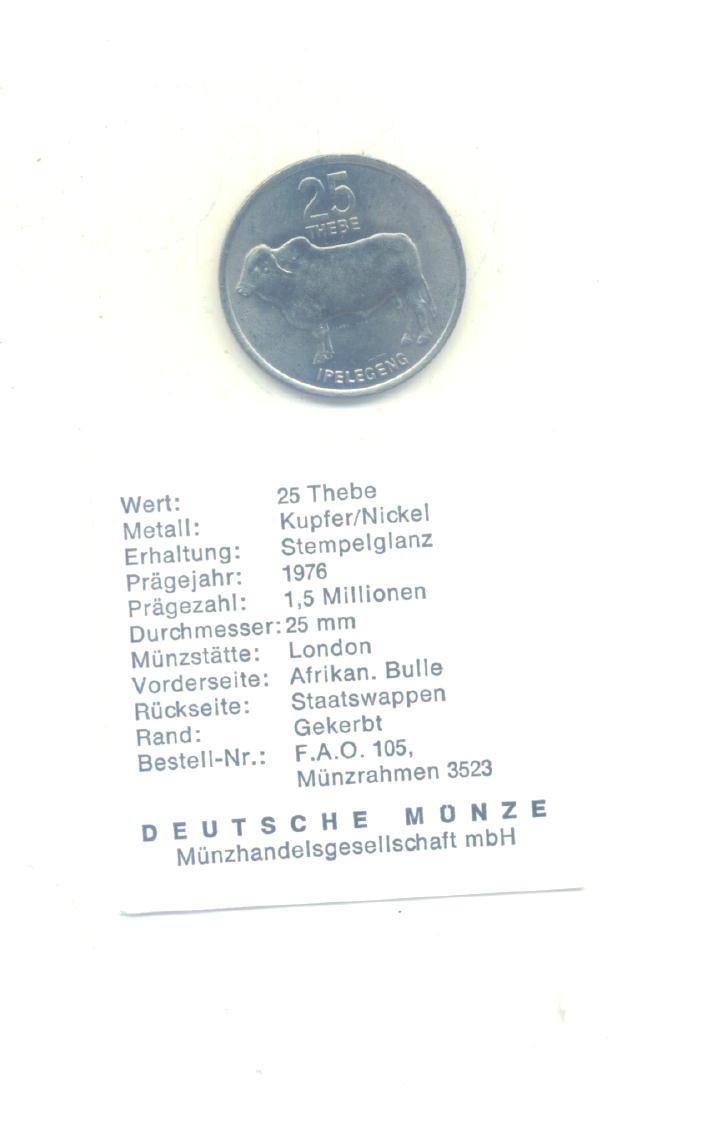 25
THEBE
IPELEGENG
Wert: 25 Thebe
Metall: Kupfer/Nickel
Erhaltung: Stempelglanz
Prägejahr: 1976
Prägezahl: 1,5 Millionen
Durchmesser: 25 mm
Münzstätte: London
Vorderseite: Afrikan. Bulle
Rückseite: Staatswappen
Rand: Gekerbt
Bestell-Nr.: F.A.O. 105,
Münzrahmen 3523
DEUTSCHE MÜNZE
Münzhandelsgesellschaft mbH